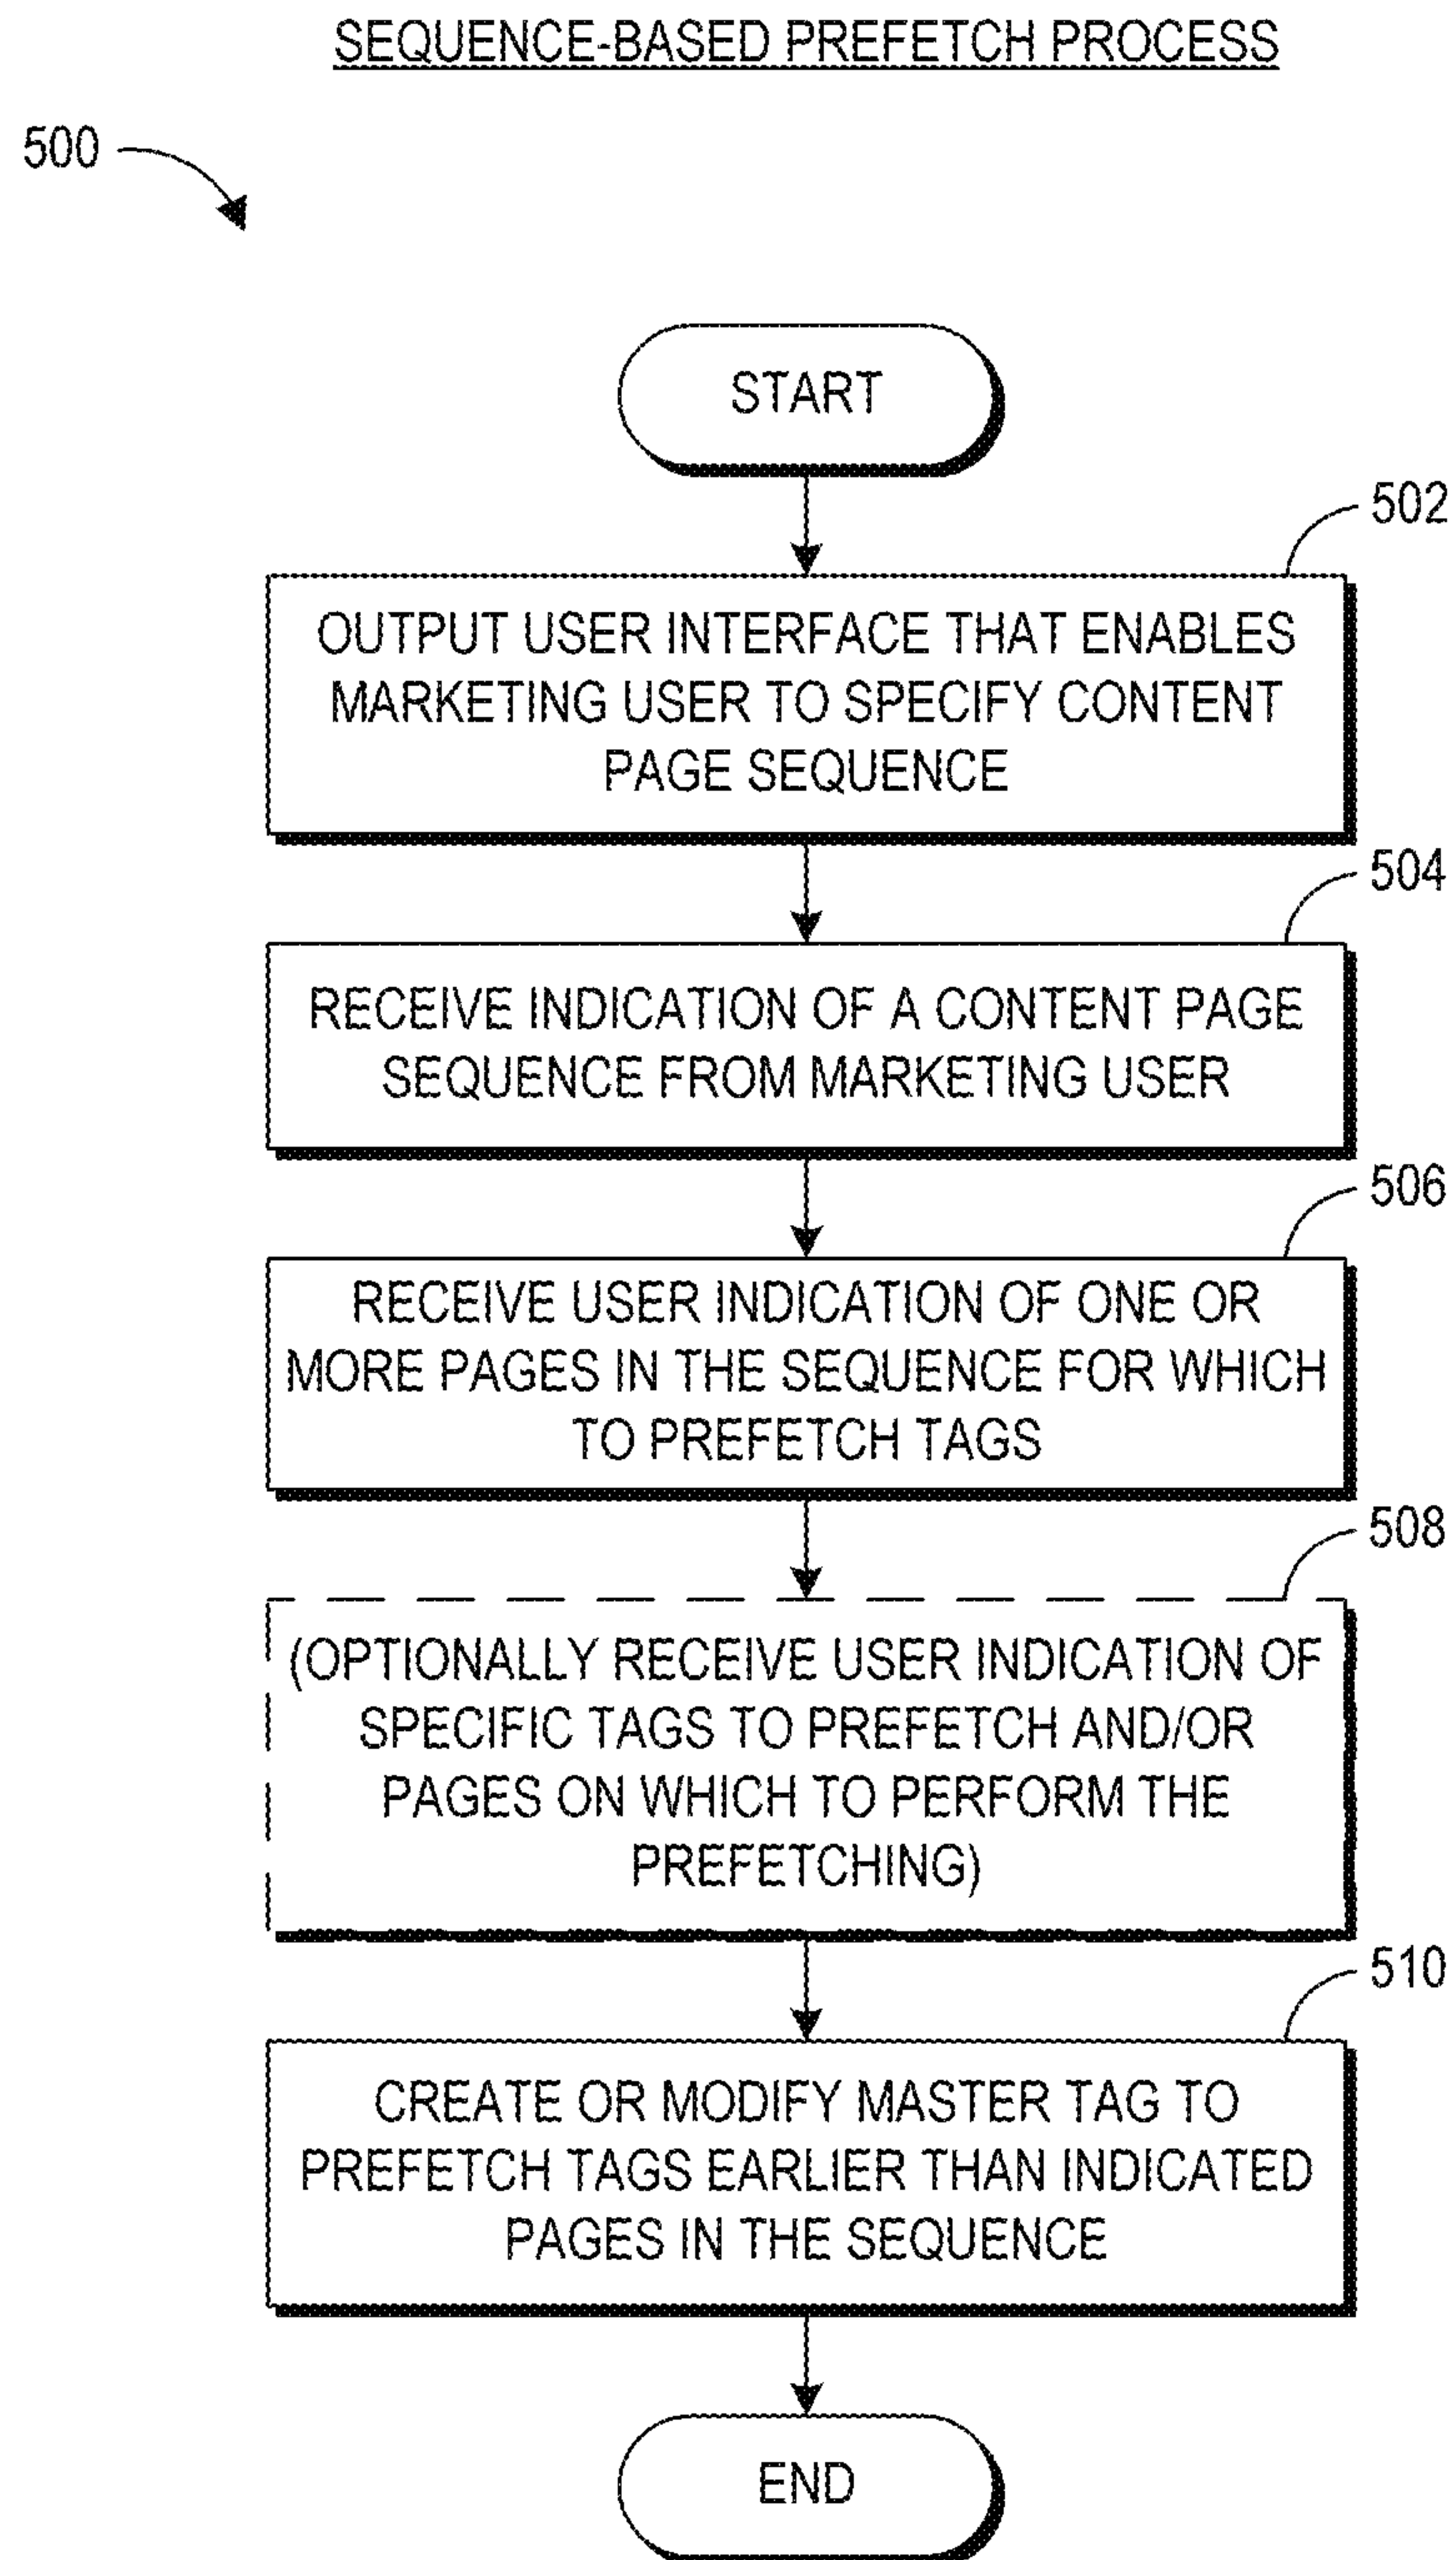 SEQUENCE-BASED PREFETCH PROCESS
500
START
502
OUTPUT USER INTERFACE THAT ENABLES
MARKETING USER TO SPECIFY CONTENT
PAGE SEQUENCE
504
RECEIVE INDICATION OF A CONTENT PAGE
SEQUENCE FROM MARKETING USER
506
RECEIVE USER INDICATION OF ONE OR
MORE PAGES IN THE SEQUENCE FOR WHICH
TO PREFETCH TAGS
508
(OPTIONALLY RECEIVE USER INDICATION OF
SPECIFIC TAGS TO PREFETCH AND/OR
PAGES ON WHICH TO PERFORM THE
PREFETCHING)
510
CREATE OR MODIFY MASTER TAG TO
PREFETCH TAGS EARLIER THAN INDICATED
PAGES IN THE SEQUENCE
END